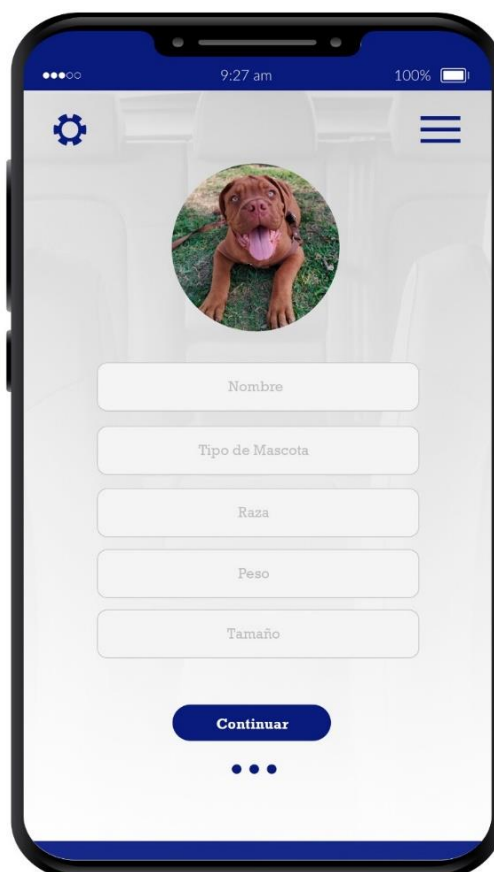 9:27 am
100%
Nombre
Tipo de Mascota
Raza
Peso
Tamaño
Continuar